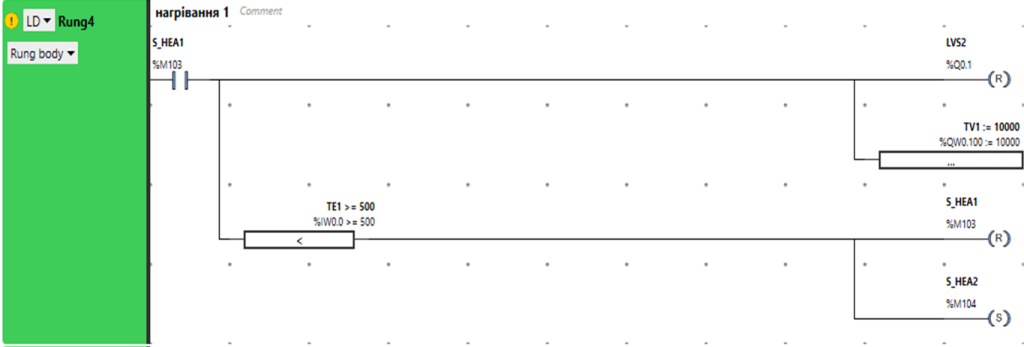 ! LD Rung4
Rung body
нагрівання 1 Comment
S_HEA1
%M103
LVS2
%Q0.1
(R)
TV1 := 10000
%QW0.100 := 10000
...
TE1 >= 500
%IW0.0 >= 500
<
S_HEA1
%M103
(R)
S_HEA2
%M104
(S)